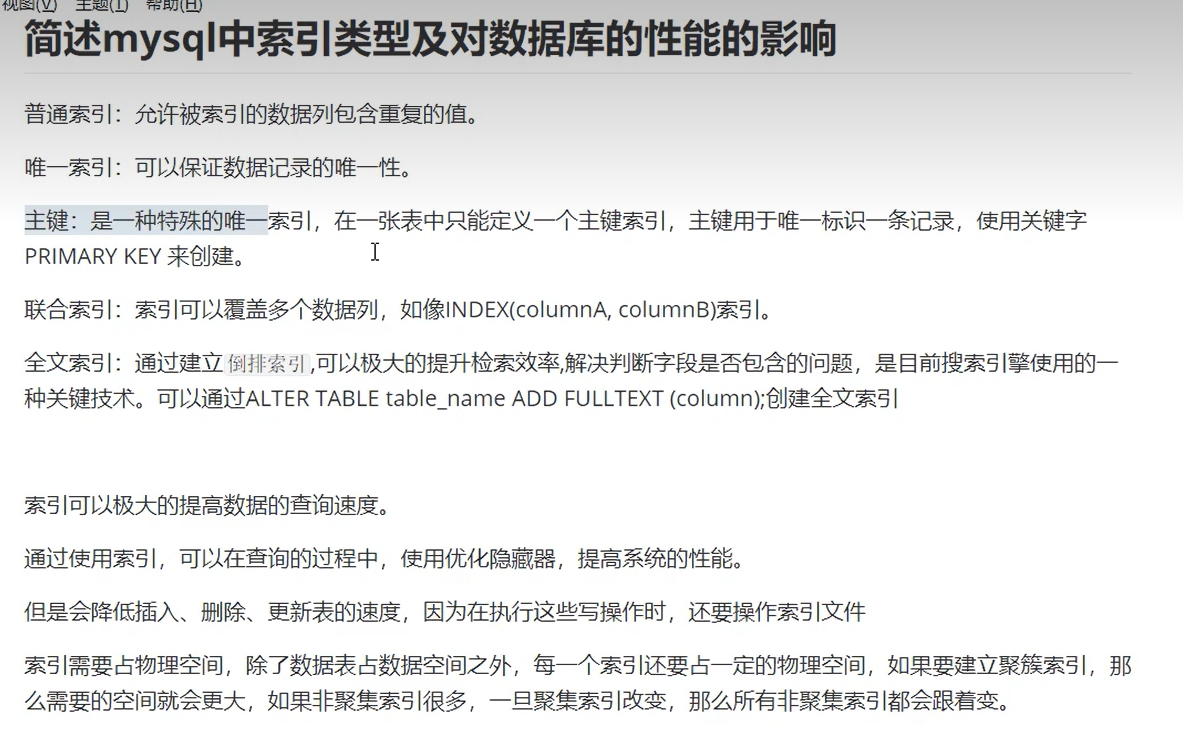 视图(V) 主题(T) 帮助(H)
简述mysql中索引类型及对数据库的性能的影响
普通索引：允许被索引的数据列包含重复的值。
唯一索引：可以保证数据记录的唯一性。
主键：是一种特殊的唯一索引，在一张表中只能定义一个主键索引，主键用于唯一标识一条记录，使用关键字
PRIMARY KEY 来创建。
联合索引：索引可以覆盖多个数据列，如像INDEX(columnA, columnB)索引。
全文索引：通过建立倒排索引,可以极大的提升检索效率,解决判断字段是否包含的问题，是目前搜索引擎使用的一
种关键技术。可以通过ALTER TABLE table_name ADD FULLTEXT (column);创建全文索引
索引可以极大的提高数据的查询速度。
通过使用索引，可以在查询的过程中，使用优化隐藏器，提高系统的性能。
但是会降低插入、删除、更新表的速度，因为在执行这些写操作时，还要操作索引文件
索引需要占物理空间，除了数据表占数据空间之外，每一个索引还要占一定的物理空间，如果要建立聚簇索引，那
么需要的空间就会更大，如果非聚集索引很多，一旦聚集索引改变，那么所有非聚集索引都会跟着变。